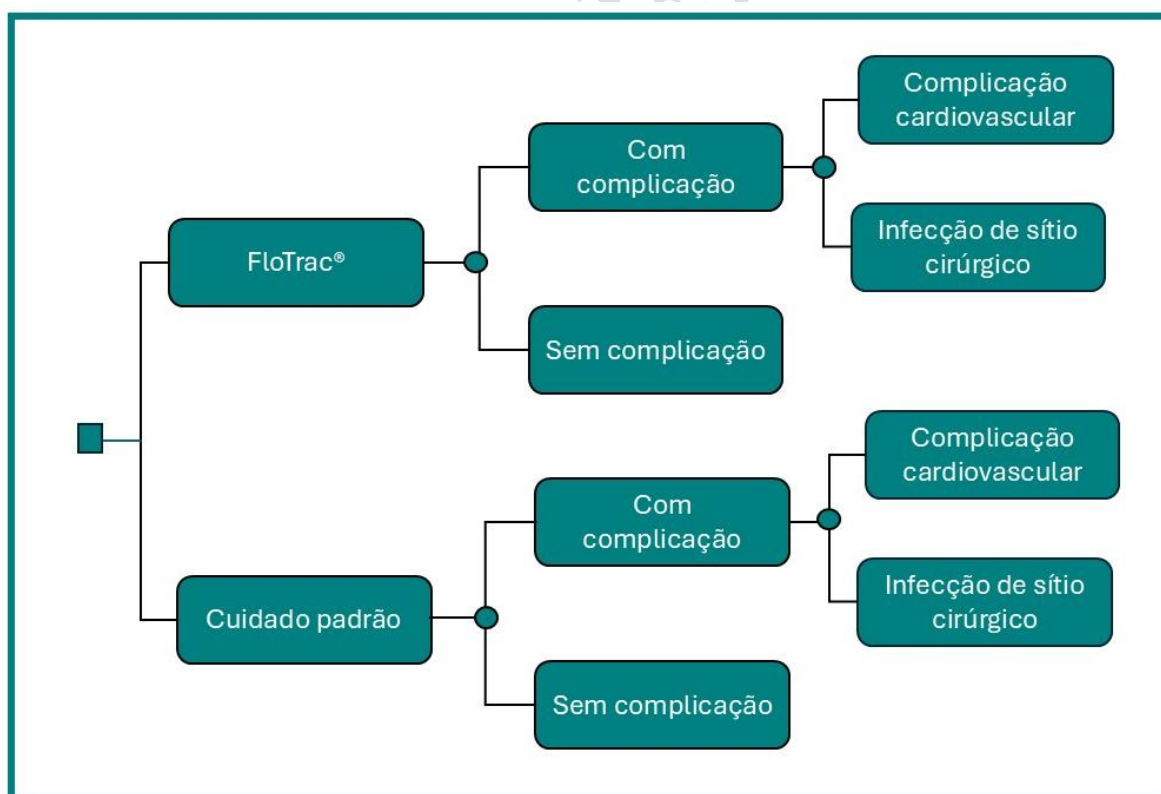 Complicação
cardiovascular
Com
complicação
Infecção de sítio
cirúrgico
FloTrac®
Sem complicação
Complicação
cardiovascular
Com
complicação
Infecção de sítio
cirúrgico
Cuidado padrão
Sem complicação